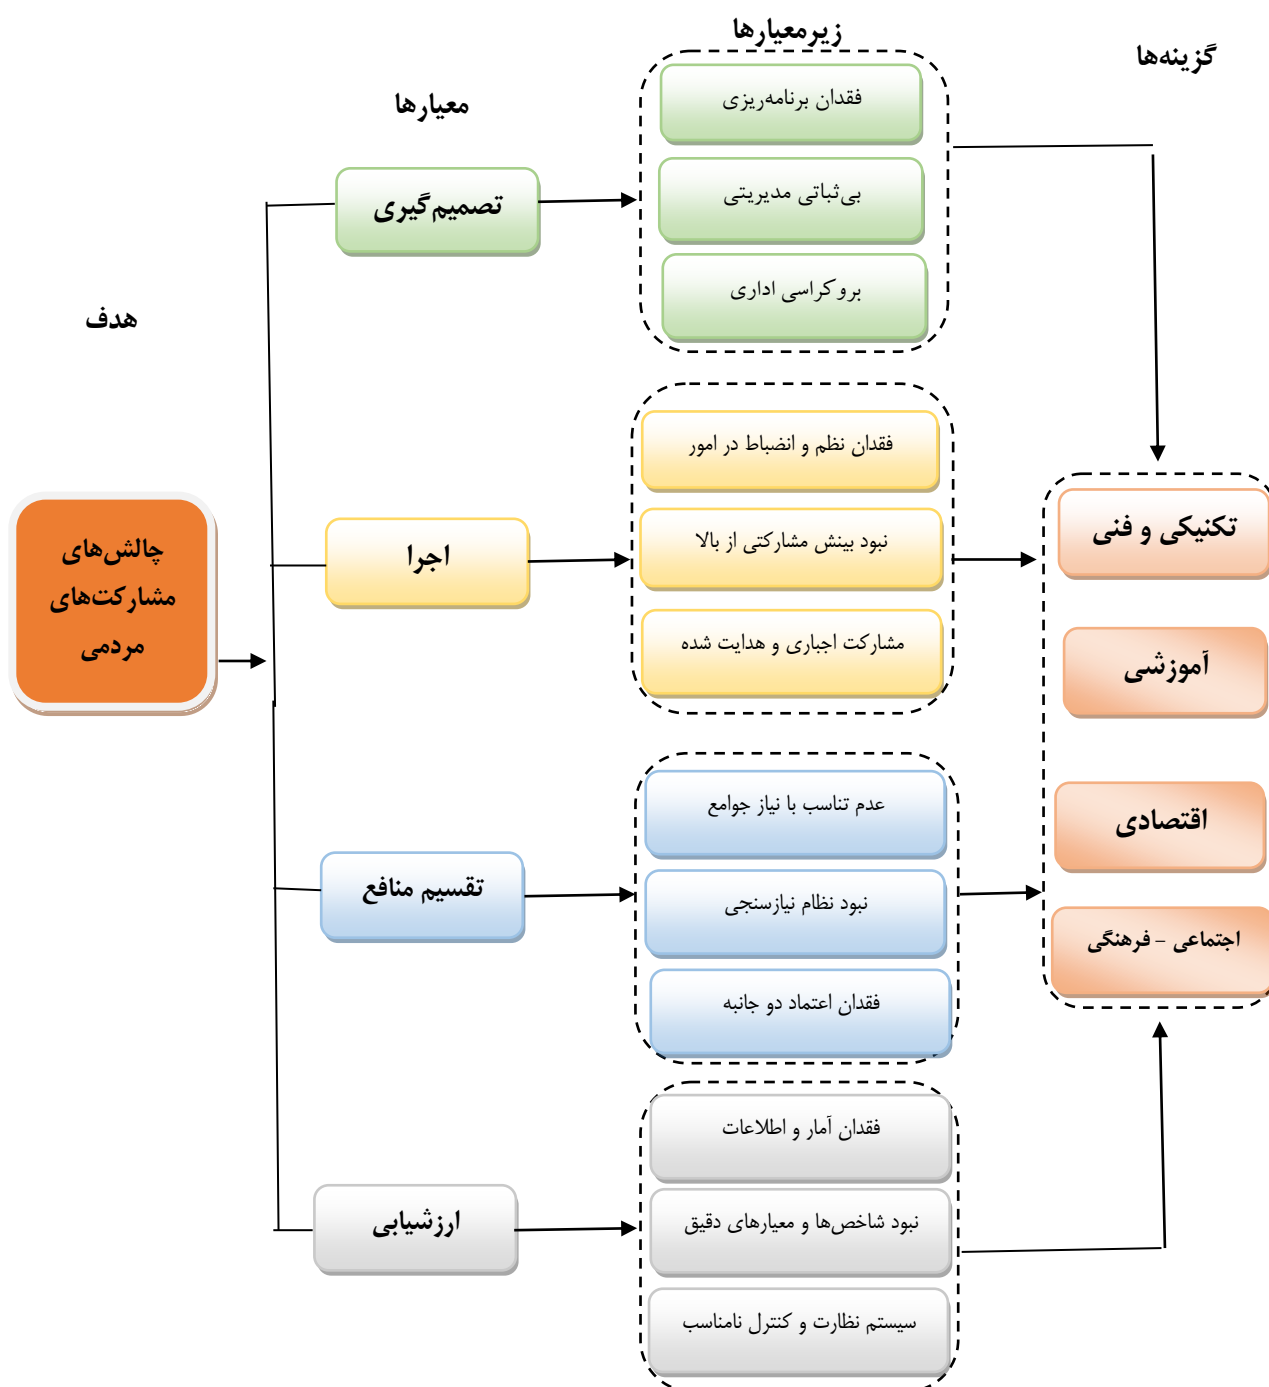 زیرمعیارها
گزینه‌ها
معیارها
هدف
فقدان برنامه‌ریزی
بی‌ثباتی مدیریتی
بروکراسی اداری
تصمیم‌گیری
فقدان نظم و انضباط در امور
نبود بینش مشارکتی از بالا
مشارکت اجباری و هدایت شده
اجرا
چالش‌های
مشارکت‌های
مردمی
تکنیکی و فنی
آموزشی
اقتصادی
اجتماعی - فرهنگی
عدم تناسب با نیاز جوامع
نبود نظام نیازسنجی
فقدان اعتماد دو جانبه
تقسیم منافع
فقدان آمار و اطلاعات
نبود شاخص‌ها و معیارهای دقیق
سیستم نظارت و کنترل نامناسب
ارزشیابی